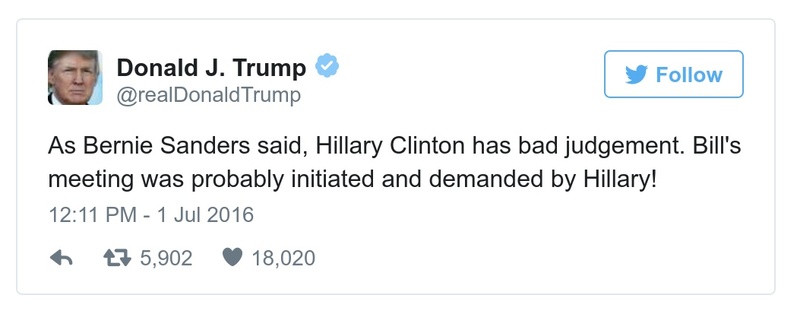 Donald J. Trump
@realDonaldTrump
Follow
As Bernie Sanders said, Hillary Clinton has bad judgement. Bill's
meeting was probably initiated and demanded by Hillary!
12:11 PM - 1 Jul 2016
5,902 18,020